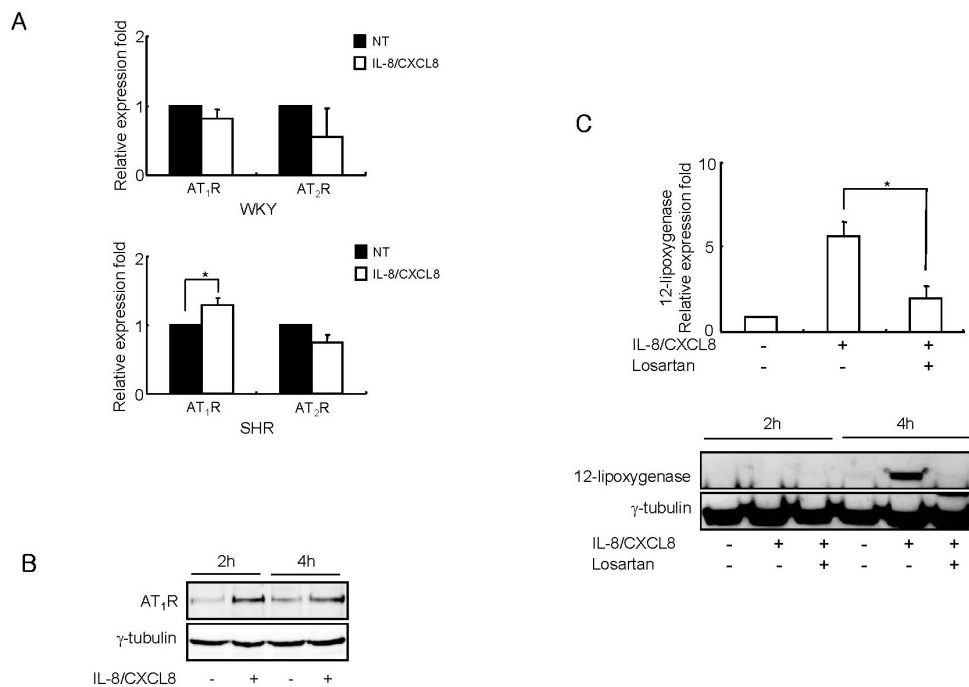 A
Relative expression fold
2
1
0
NT
IL-8/CXCL8
AT₁R
AT₂R
WKY
Relative expression fold
2
1
0
NT
IL-8/CXCL8
*
AT₁R
AT₂R
SHR
B
2h 4h
AT₁R
γ-tubulin
IL-8/CXCL8 - + - +
C
12-lipoxygenase
Relative expression fold
10
5
0
*
IL-8/CXCL8 - + +
Losartan - - +
2h 4h
12-lipoxygenase
γ-tubulin
IL-8/CXCL8 - + + - + +
Losartan - - + - - +